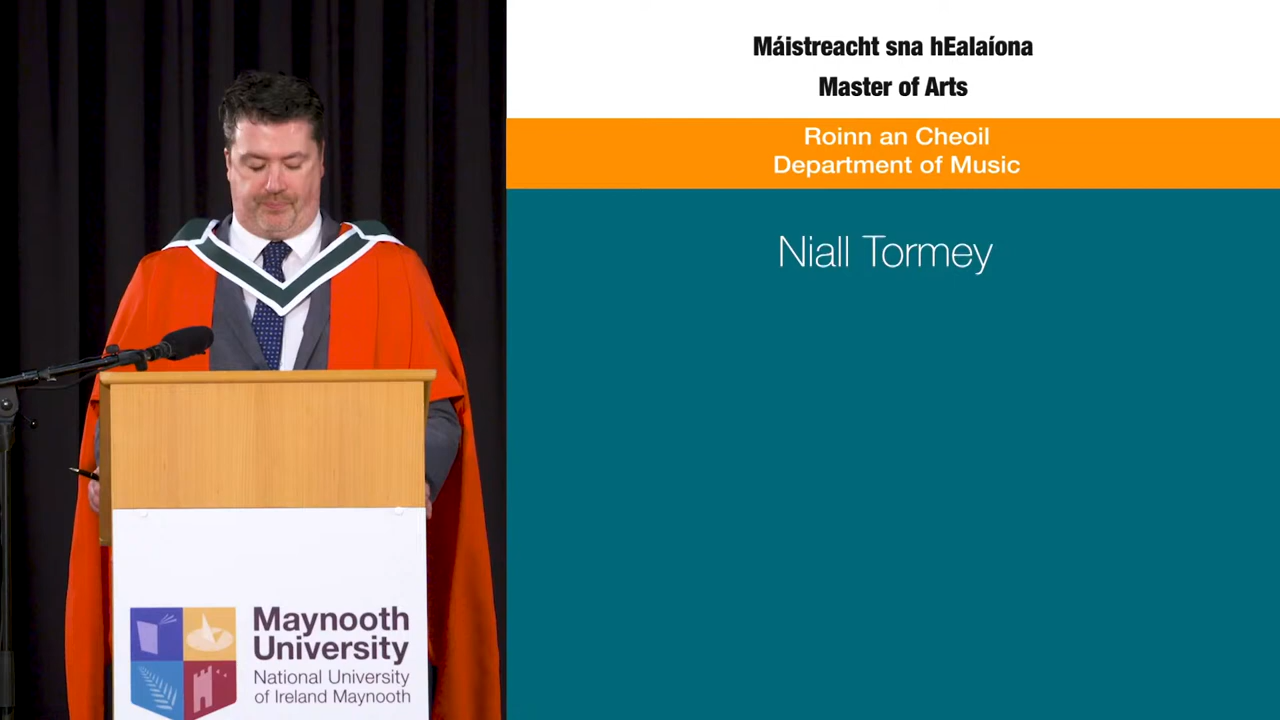 Máistreacht sna hEalaíona
Master of Arts
Roinn an Cheoil
Department of Music
Niall Tormey
Maynooth
University
National University
of Ireland Maynooth